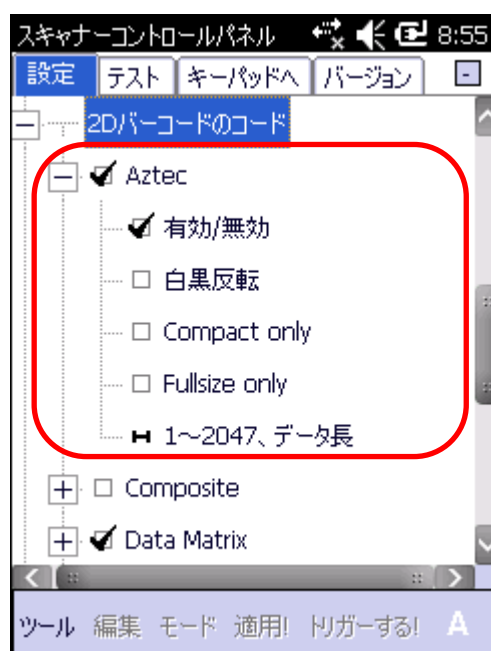 スキャナーコントロールパネル 8:55
設定 テスト キーパッドへ バージョン
2Dバーコードのコード
Aztec
有効/無効
白黒反転
Compact only
Fullsize only
1～2047、データ長
Composite
Data Matrix
ツール 編集 モード 適用! トリガーする! A